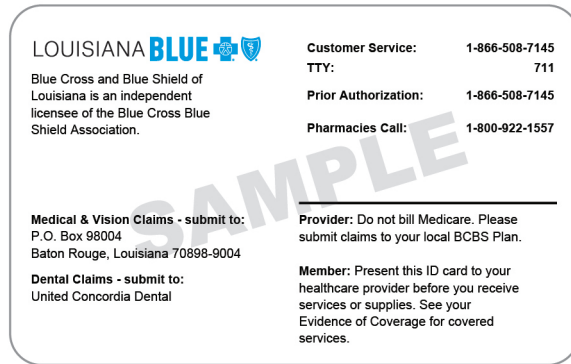 LOUISIANA BLUE
Blue Cross and Blue Shield of
Louisiana is an independent
licensee of the Blue Cross Blue
Shield Association.
Customer Service: 1-866-508-7145
TTY: 711
Prior Authorization: 1-866-508-7145
Pharmacies Call: 1-800-922-1557
SAMPLE
Medical & Vision Claims - submit to:
P.O. Box 98004
Baton Rouge, Louisiana 70898-9004
Dental Claims - submit to:
United Concordia Dental
Provider: Do not bill Medicare. Please
submit claims to your local BCBS Plan.
Member: Present this ID card to your
healthcare provider before you receive
services or supplies. See your
Evidence of Coverage for covered
services.